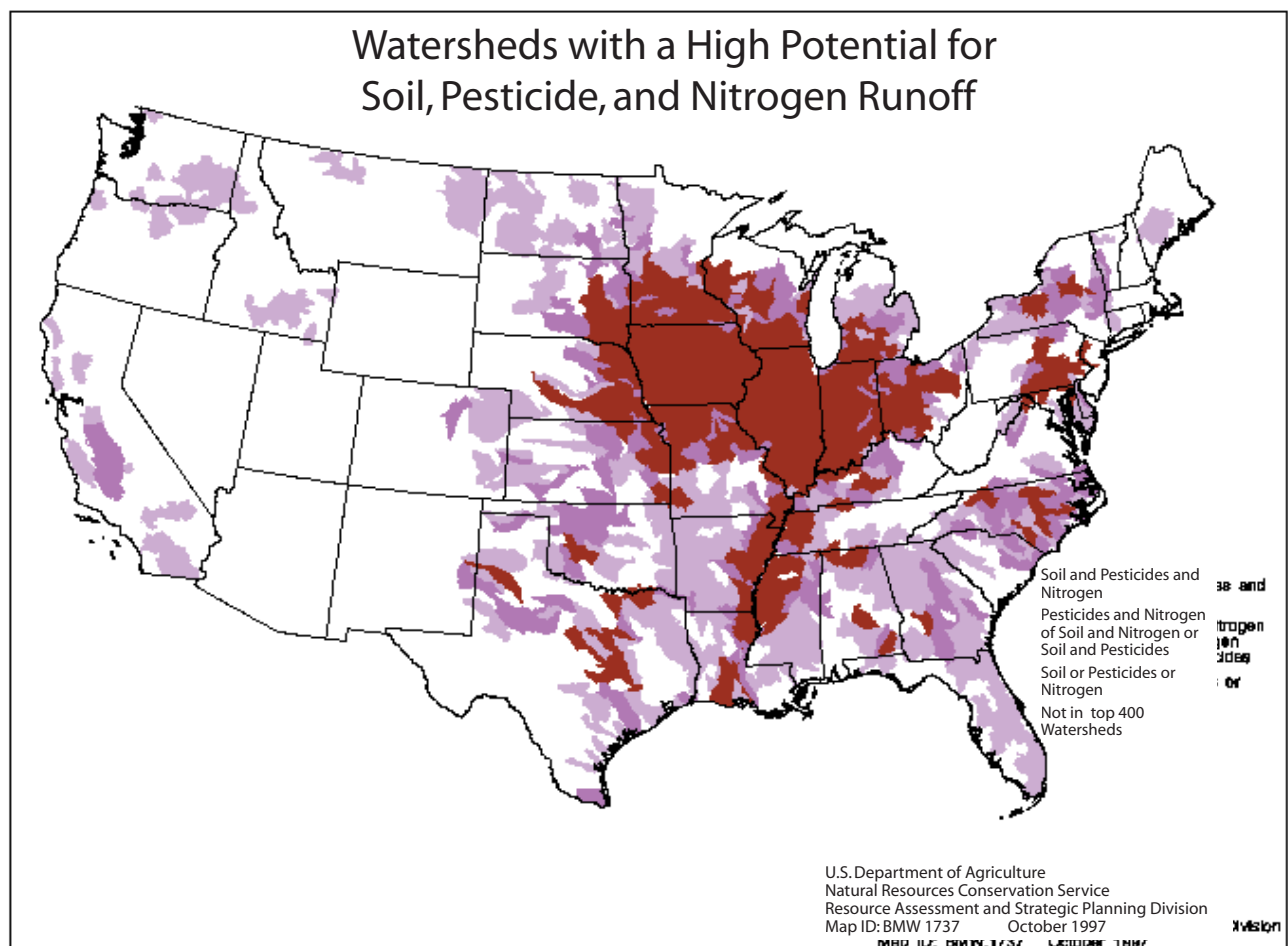 Watersheds with a High Potential for
Soil, Pesticide, and Nitrogen Runoff
Soil and Pesticides and
Nitrogen
Pesticides and Nitrogen
of Soil and Nitrogen or
Soil and Pesticides
Soil or Pesticides or
Nitrogen
Not in top 400
Watersheds
and
or
U.S. Department of Agriculture
Natural Resources Conservation Service
Resource Assessment and Strategic Planning Division
Map ID: BMW 1737 October 1997